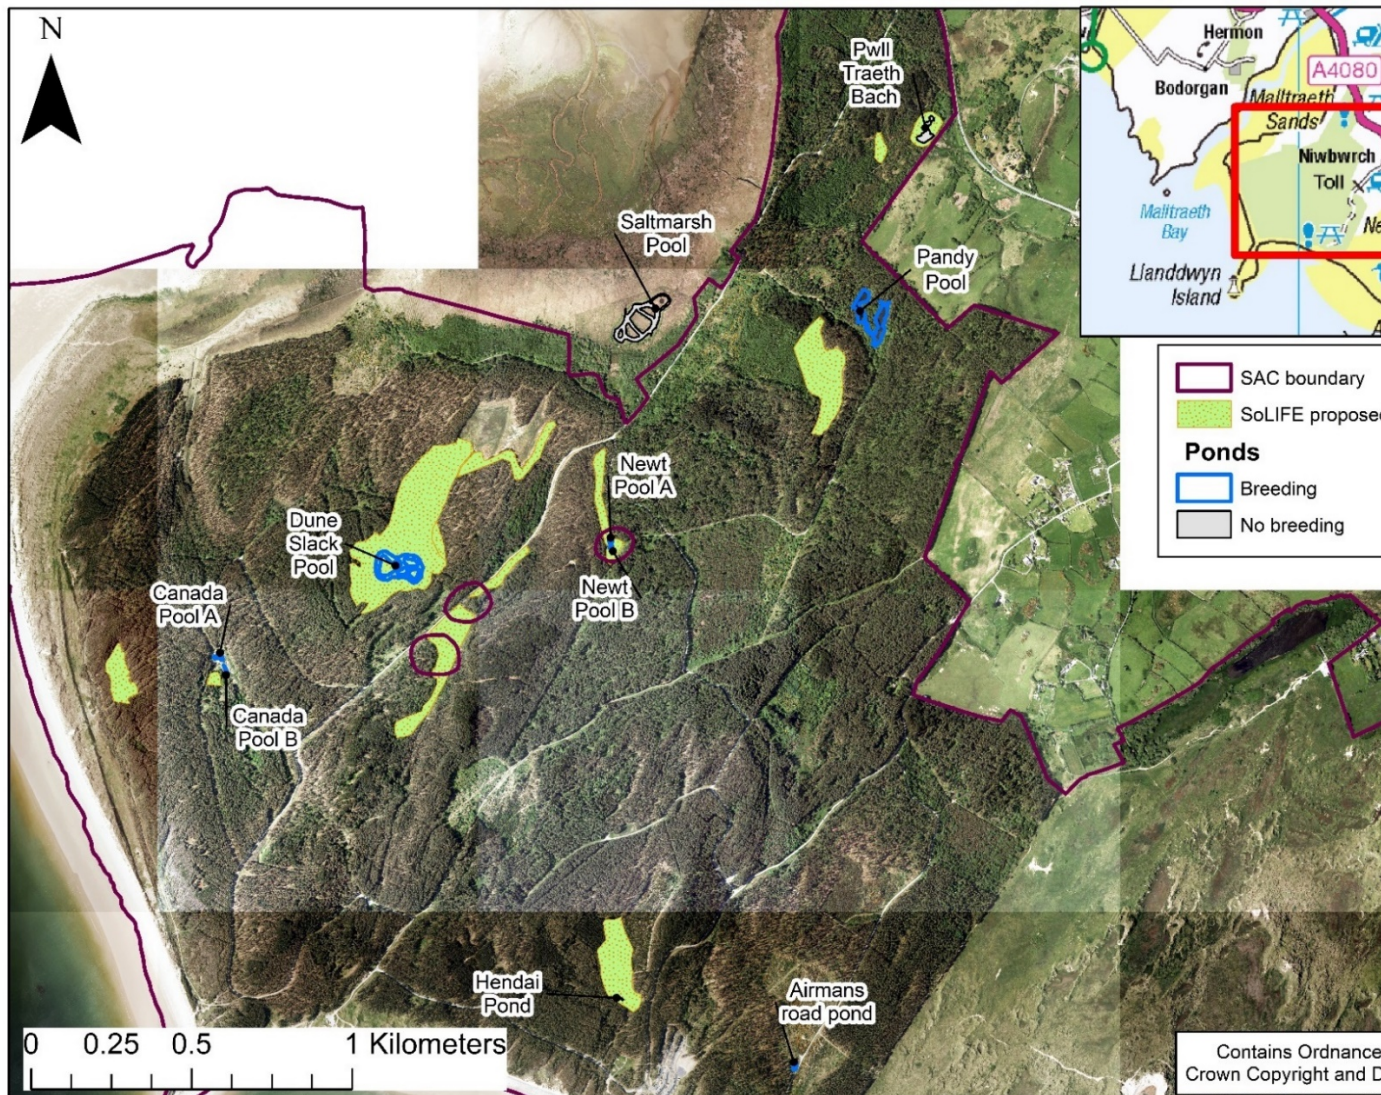 N
Pwll
Traeth
Bach
Saltmarsh
Pool
Pandy
Pool
Newt
Pool A
Dune
Slack
Pool
Newt
Pool B
Canada
Pool A
Canada
Pool B
Hendai
Pond
Airmans
road pond
0 0.25 0.5 1 Kilometers
Hermon
A4080
Bodorgan
Malltraeth
Sands
Niwbwrch
Toll
Malltraeth
Bay
Ne
Llanddwyn
Island
A
SAC boundary
SoLIFE proposed
Ponds
Breeding
No breeding
Contains Ordnance
Crown Copyright and D